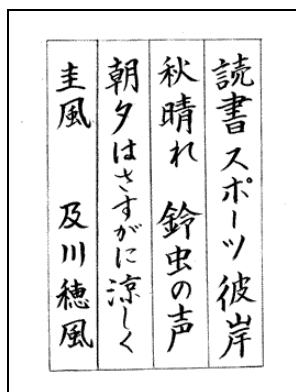 読書スポーツ彼岸
秋晴れ 鈴虫の声
朝夕はさすがに涼しく
圭風 及川穂風